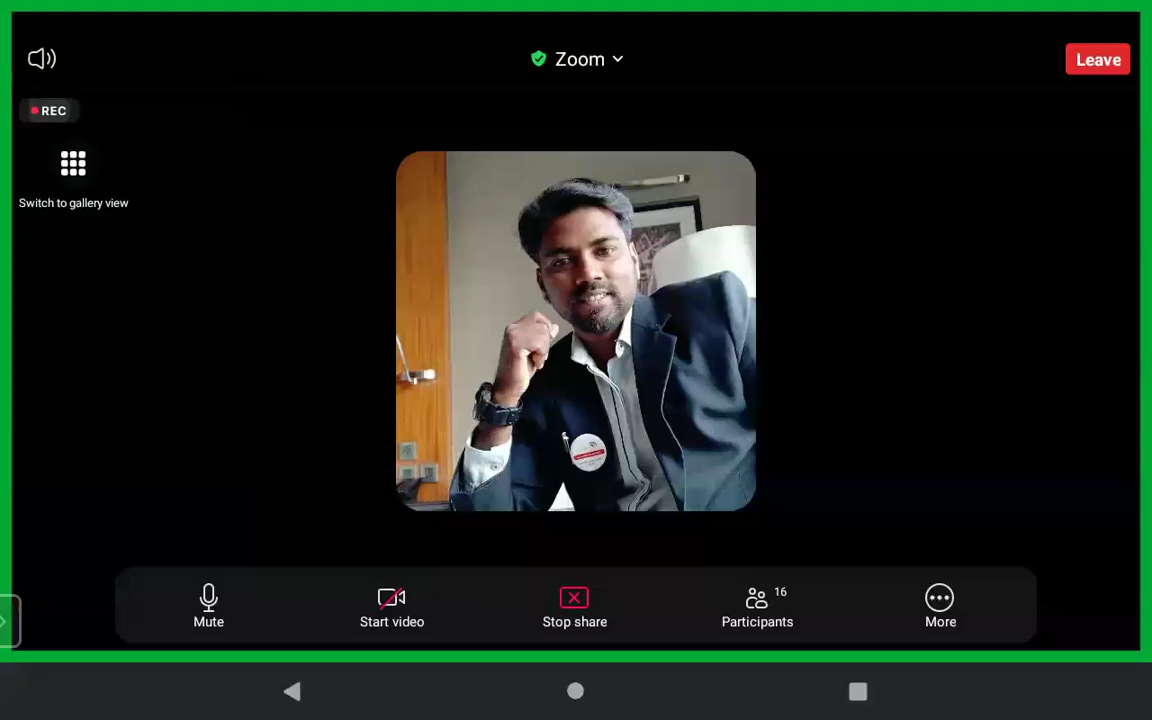 Zoom
Leave
REC
Switch to gallery view
Mute
Start video
Stop share
16
Participants
More